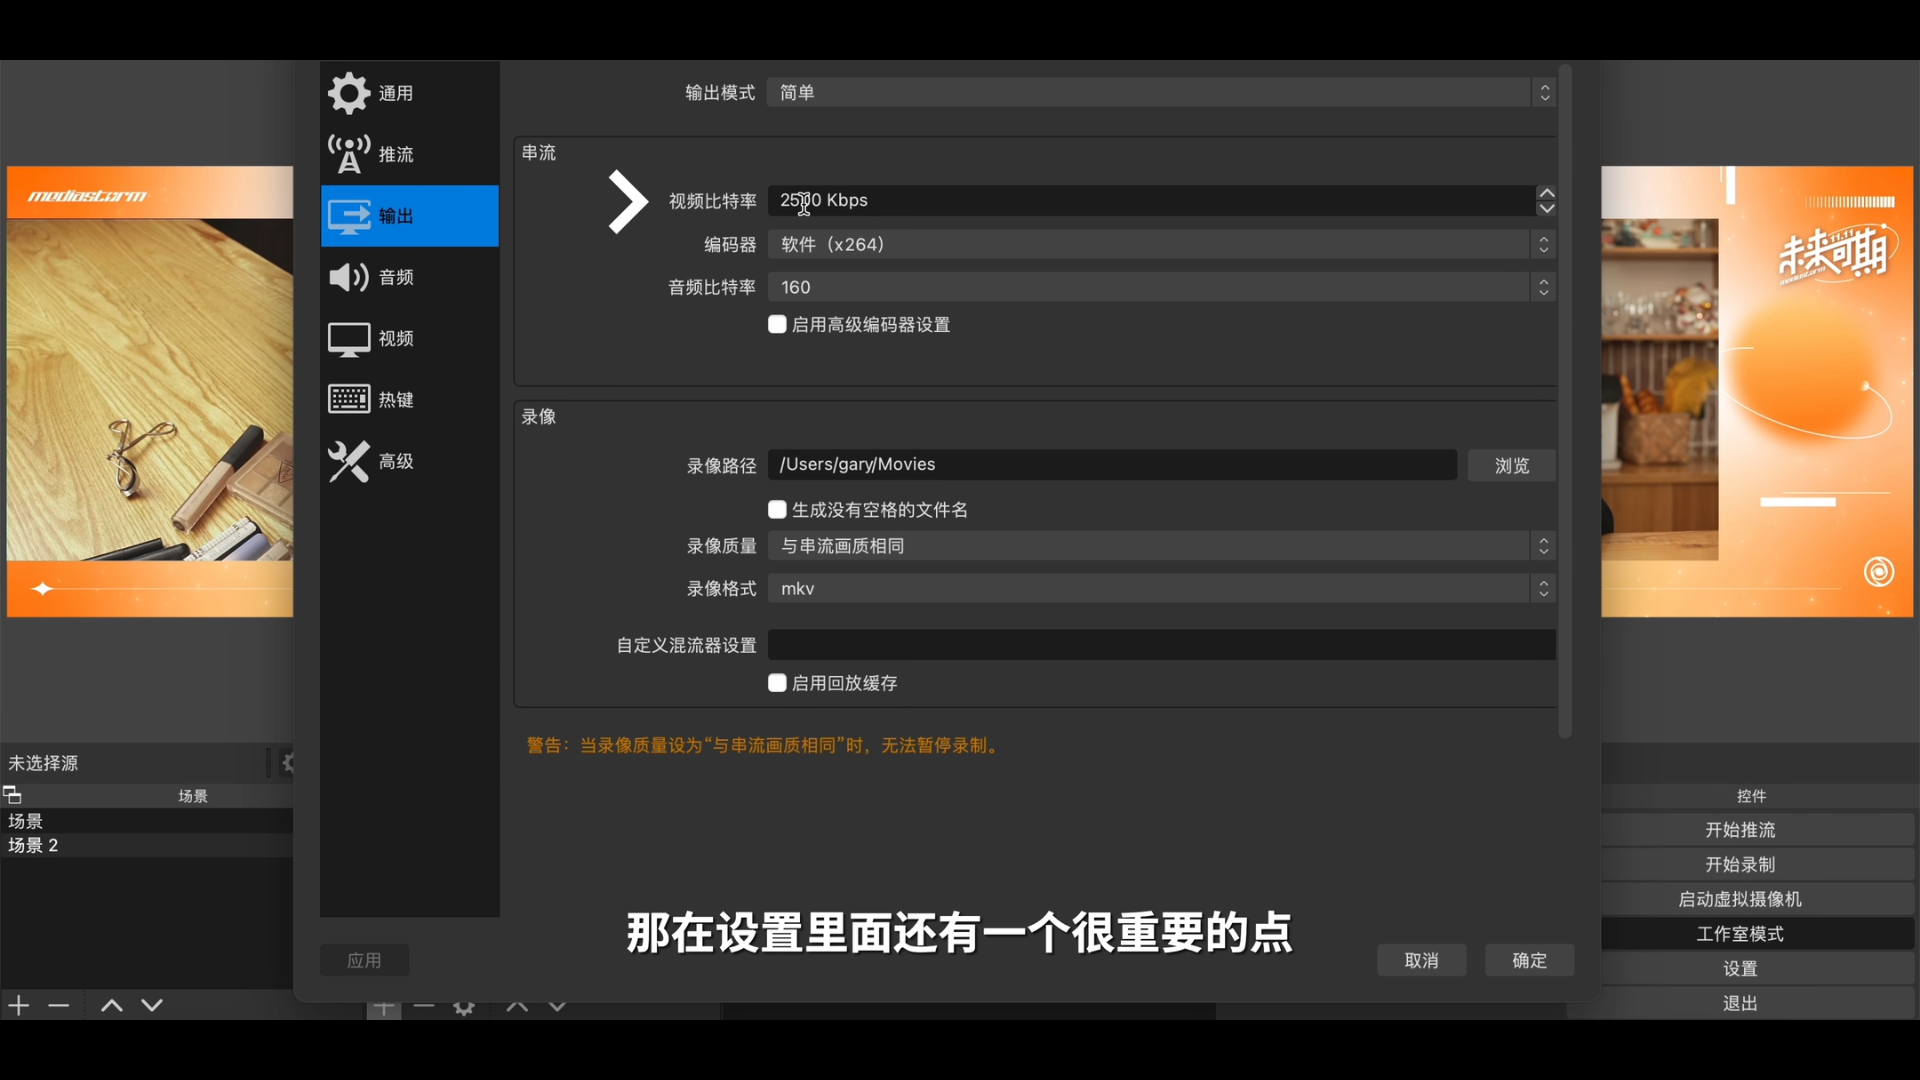 通用
推流
输出
音频
视频
热键
高级
输出模式 简单
串流
视频比特率 2500 Kbps
编码器 软件（x264）
音频比特率 160
启用高级编码器设置
录像
录像路径 /Users/gary/Movies 浏览
生成没有空格的文件名
录像质量 与串流画质相同
录像格式 mkv
自定义混流器设置
启用回放缓存
警告：当录像质量设为“与串流画质相同”时，无法暂停录制。
应用
取消
确定
mediastorm
11.11
未来可期
未选择源
场景
场景
场景 2
控件
开始推流
开始录制
启动虚拟摄像机
工作室模式
设置
退出
那在设置里面还有一个很重要的点